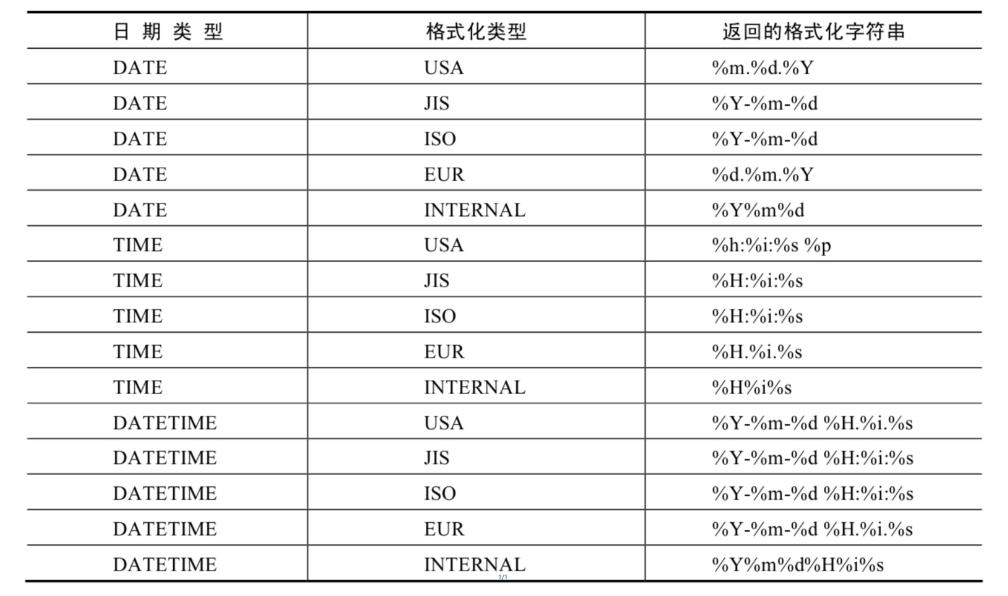 日 期 类 型 格式化类型 返回的格式化字符串
DATE USA %m.%d.%Y
DATE JIS %Y-%m-%d
DATE ISO %Y-%m-%d
DATE EUR %d.%m.%Y
DATE INTERNAL %Y%m%d
TIME USA %h:%i:%s %p
TIME JIS %H:%i:%s
TIME ISO %H:%i:%s
TIME EUR %H.%i.%s
TIME INTERNAL %H%i%s
DATETIME USA %Y-%m-%d %H.%i.%s
DATETIME JIS %Y-%m-%d %H:%i:%s
DATETIME ISO %Y-%m-%d %H:%i:%s
DATETIME EUR %Y-%m-%d %H.%i.%s
DATETIME INTERNAL %Y%m%d%H%i%s
1/1